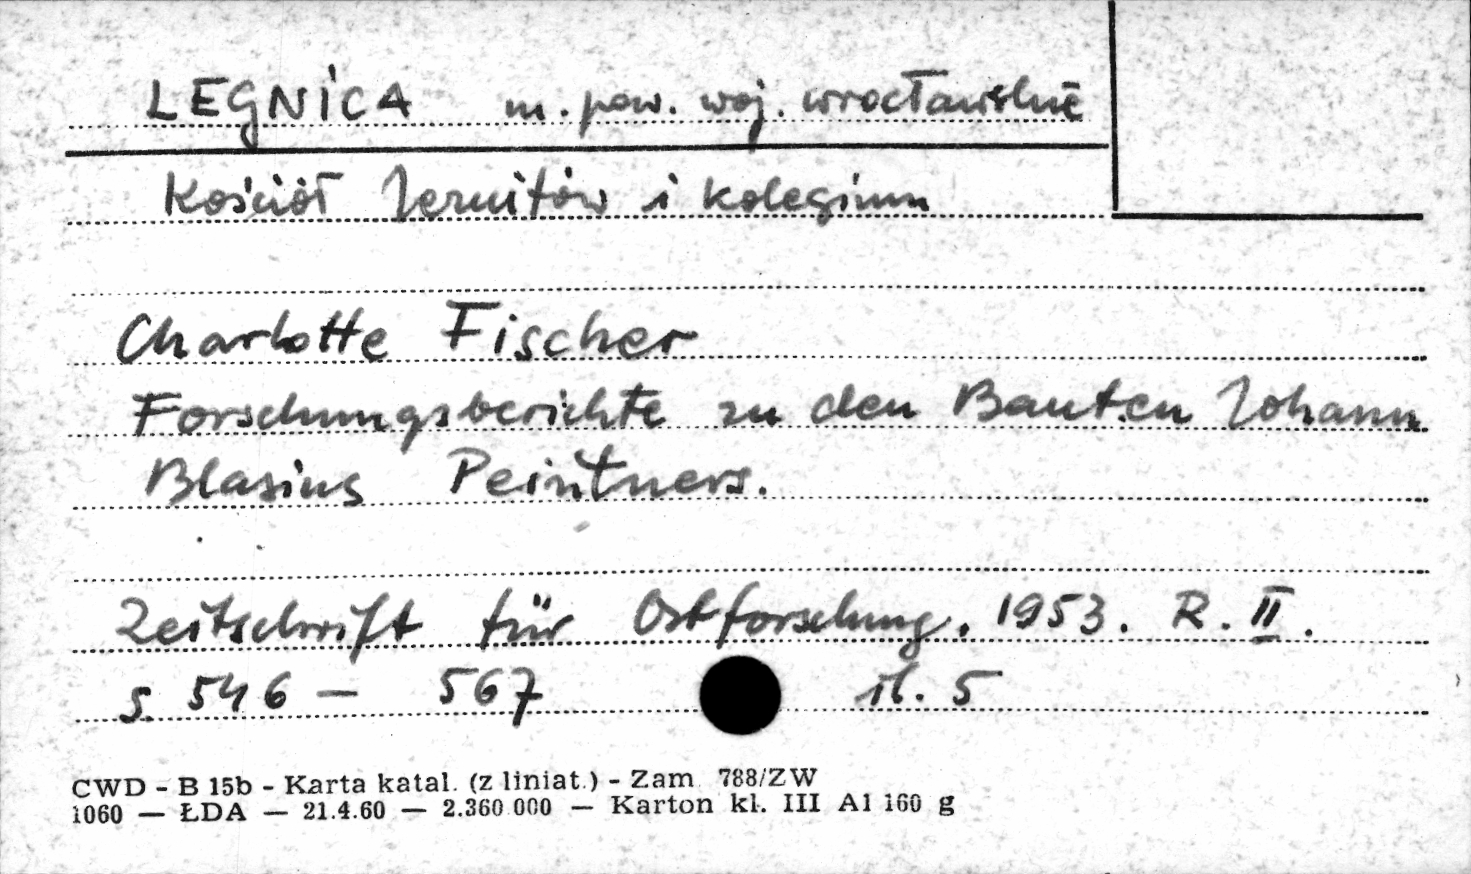 LEGNICA m. pow. woj. wrocławskie
Kościół Jezuitów i kolegium
Charlotte Fischer
Forschungsberichte zu den Bauten Johann
Blasius Peintners.
Zeitschrift für Ostforschung. 1953. R. II.
s. 546 — 567 il. 5
CWD - B 15b - Karta katal. (z liniat.) - Zam. 788/ZW
1060 — ŁDA — 21.4.60 — 2.360 000 — Karton kl. III A1 160 g